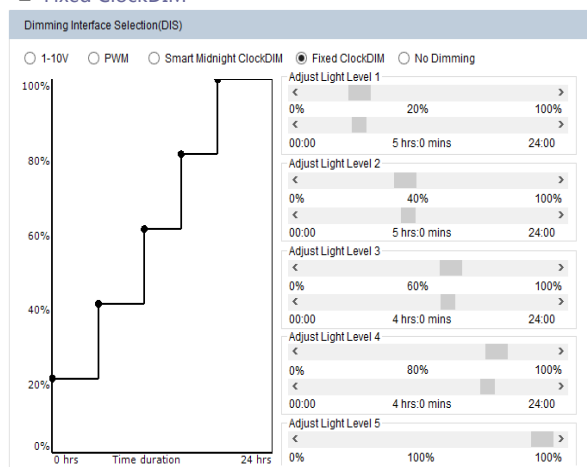 Fixed ClockDIM
Dimming Interface Selection(DIS)
1-10V PWM Smart Midnight ClockDIM Fixed ClockDIM No Dimming
100%
80%
60%
40%
20%
0%
0 hrs Time duration 24 hrs
Adjust Light Level 1
0% 20% 100%
00:00 5 hrs:0 mins 24:00
Adjust Light Level 2
0% 40% 100%
00:00 5 hrs:0 mins 24:00
Adjust Light Level 3
0% 60% 100%
00:00 4 hrs:0 mins 24:00
Adjust Light Level 4
0% 80% 100%
00:00 4 hrs:0 mins 24:00
Adjust Light Level 5
0% 100% 100%